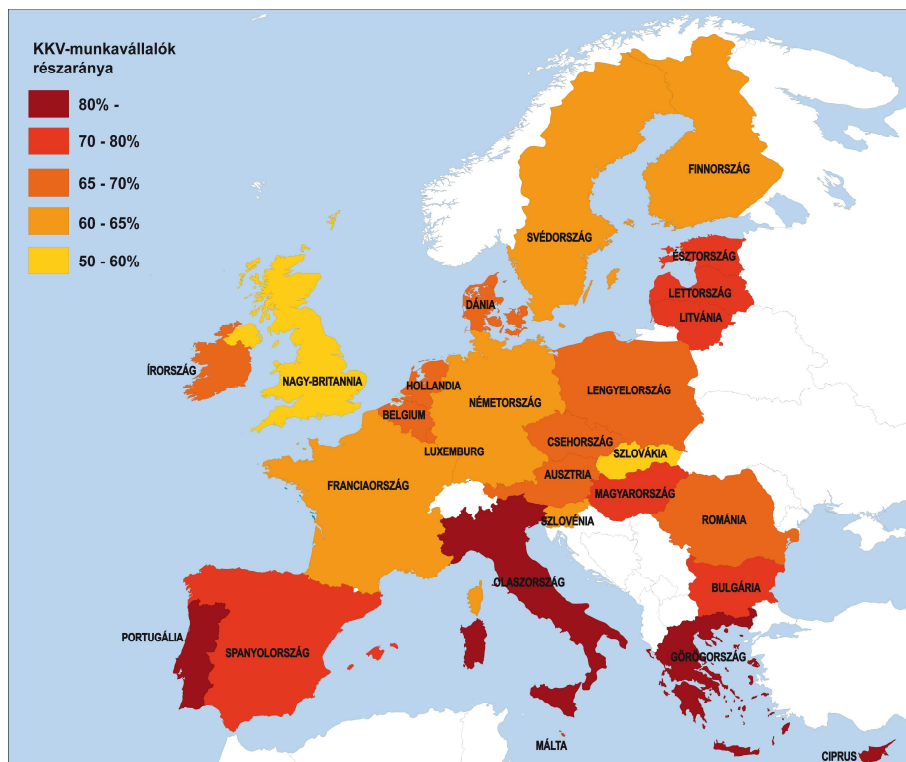 KKV-munkavállalók
részaránya
80% -
70 - 80%
65 - 70%
60 - 65%
50 - 60%
FINNORSZÁG
SVÉDORSZÁG
ÉSZTORSZÁG
LETTORSZÁG
LITVÁNIA
DÁNIA
ÍRORSZÁG
NAGY-BRITANNIA
HOLLANDIA
BELGIUM
NÉMETORSZÁG
LENGYELORSZÁG
LUXEMBURG
CSEHORSZÁG
SZLOVÁKIA
FRANCIAORSZÁG
AUSZTRIA
MAGYARORSZÁG
SZLOVÉNIA
ROMÁNIA
OLASZORSZÁG
BULGÁRIA
PORTUGÁLIA
SPANYOLORSZÁG
GÖRÖGORSZÁG
MÁLTA
CIPRUS